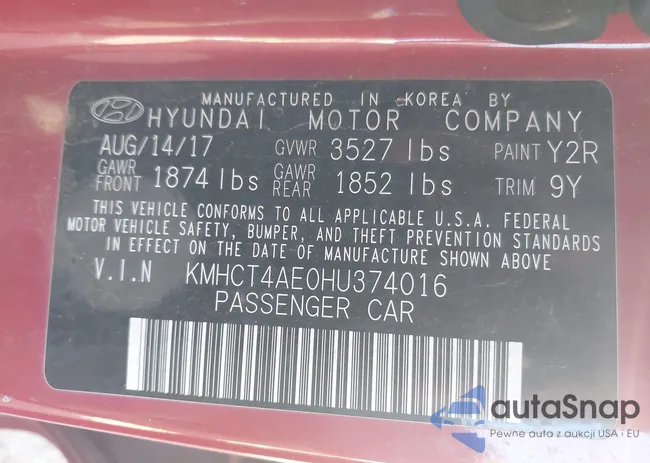 MANUFACTURED IN KOREA BY
HYUNDAI MOTOR COMPANY
AUG/14/17 GVWR 3527 lbs PAINT Y2R
GAWR FRONT 1874 lbs GAWR REAR 1852 lbs TRIM 9Y
THIS VEHICLE CONFORMS TO ALL APPLICABLE U.S.A. FEDERAL
MOTOR VEHICLE SAFETY, BUMPER, AND THEFT PREVENTION STANDARDS
IN EFFECT ON THE DATE OF MANUFACTURE SHOWN ABOVE
V.I.N KMHCT4AE0HU374016
PASSENGER CAR
autaSnap
Pewne auta z aukcji USA i EU